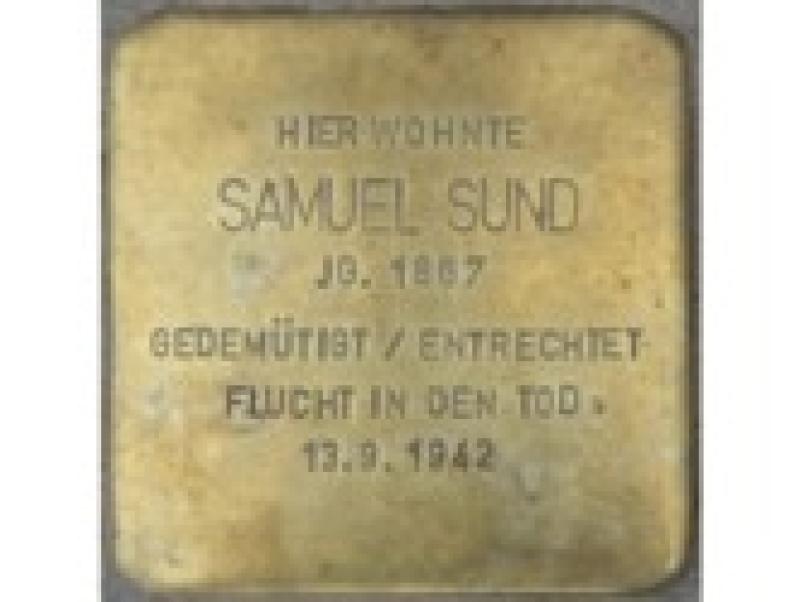 HIER WOHNTE
SAMUEL SUND
JG. 1867
GEDEMÜTIGT / ENTRECHTET
FLUCHT IN DEN TOD
13.9.1942